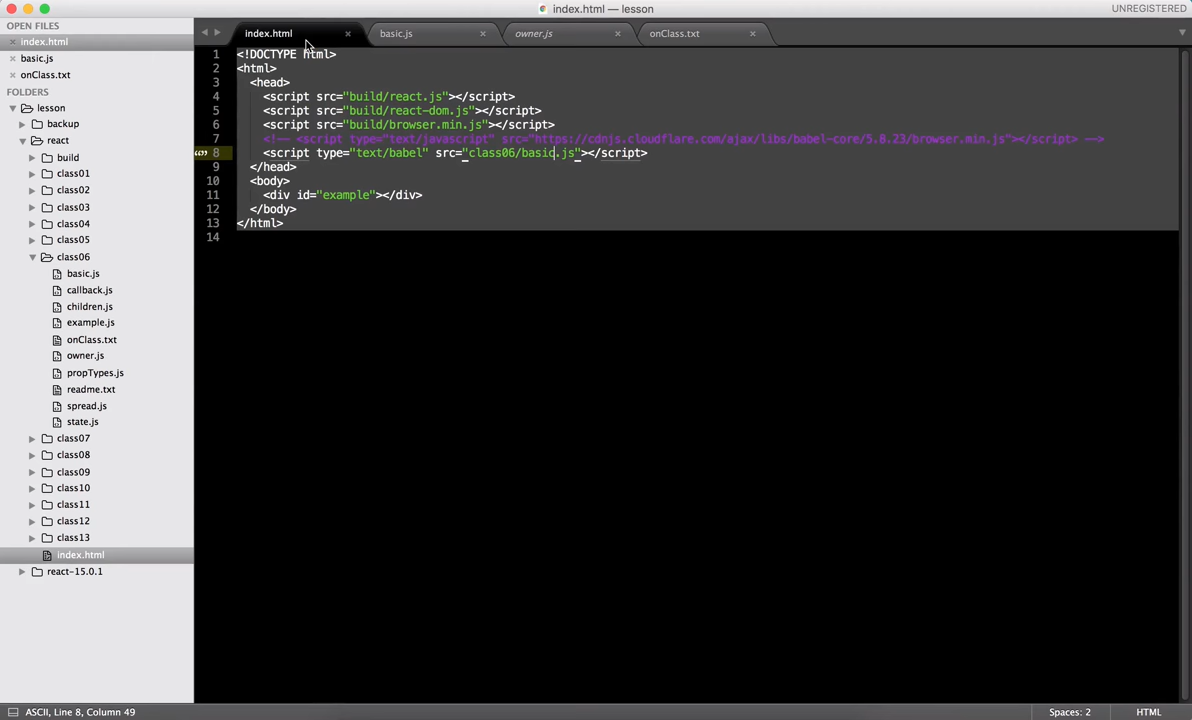 index.html — lesson
UNREGISTERED
OPEN FILES
index.html
basic.js
onClass.txt
FOLDERS
lesson
backup
react
build
class01
class02
class03
class04
class05
class06
basic.js
callback.js
children.js
example.js
onClass.txt
owner.js
propTypes.js
readme.txt
spread.js
state.js
class07
class08
class09
class10
class11
class12
class13
index.html
react-15.0.1
index.html
basic.js
owner.js
onClass.txt
1 <!DOCTYPE html>
2 <html>
3 <head>
4 <script src="build/react.js"></script>
5 <script src="build/react-dom.js"></script>
6 <script src="build/browser.min.js"></script>
7 <!-- <script type="text/javascript" src="https://cdnjs.cloudflare.com/ajax/libs/babel-core/5.8.23/browser.min.js"></script> -->
8 <script type="text/babel" src="class06/basic.js"></script>
9 </head>
10 <body>
11 <div id="example"></div>
12 </body>
13 </html>
14
ASCII, Line 8, Column 49
Spaces: 2
HTML